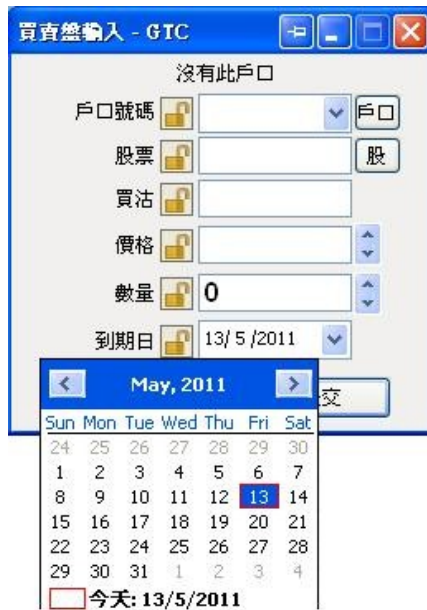 買賣盤輸入 - GTC
沒有此戶口
戶口號碼 戶口
股票 股
買沽
價格
數量 0
到期日 13/ 5 /2011
交
May, 2011
Sun Mon Tue Wed Thu Fri Sat
24 25 26 27 28 29 30
1 2 3 4 5 6 7
8 9 10 11 12 13 14
15 16 17 18 19 20 21
22 23 24 25 26 27 28
29 30 31 1 2 3 4
今天: 13/5/2011